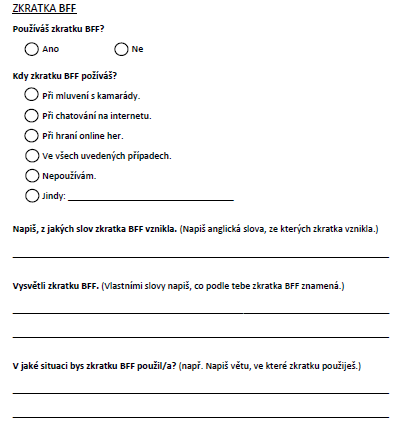 ZKRATKA BFF
Používáš zkratku BFF?
Ano Ne
Kdy zkratku BFF požíváš?
Při mluvení s kamarády.
Při chatování na internetu.
Při hraní online her.
Ve všech uvedených případech.
Nepoužívám.
Jindy:
Napiš, z jakých slov zkratka BFF vznikla. (Napiš anglická slova, ze kterých zkratka vznikla.)
Vysvětli zkratku BFF. (Vlastními slovy napiš, co podle tebe zkratka BFF znamená.)
V jaké situaci bys zkratku BFF použil/a? (např. Napiš větu, ve které zkratku použiješ.)